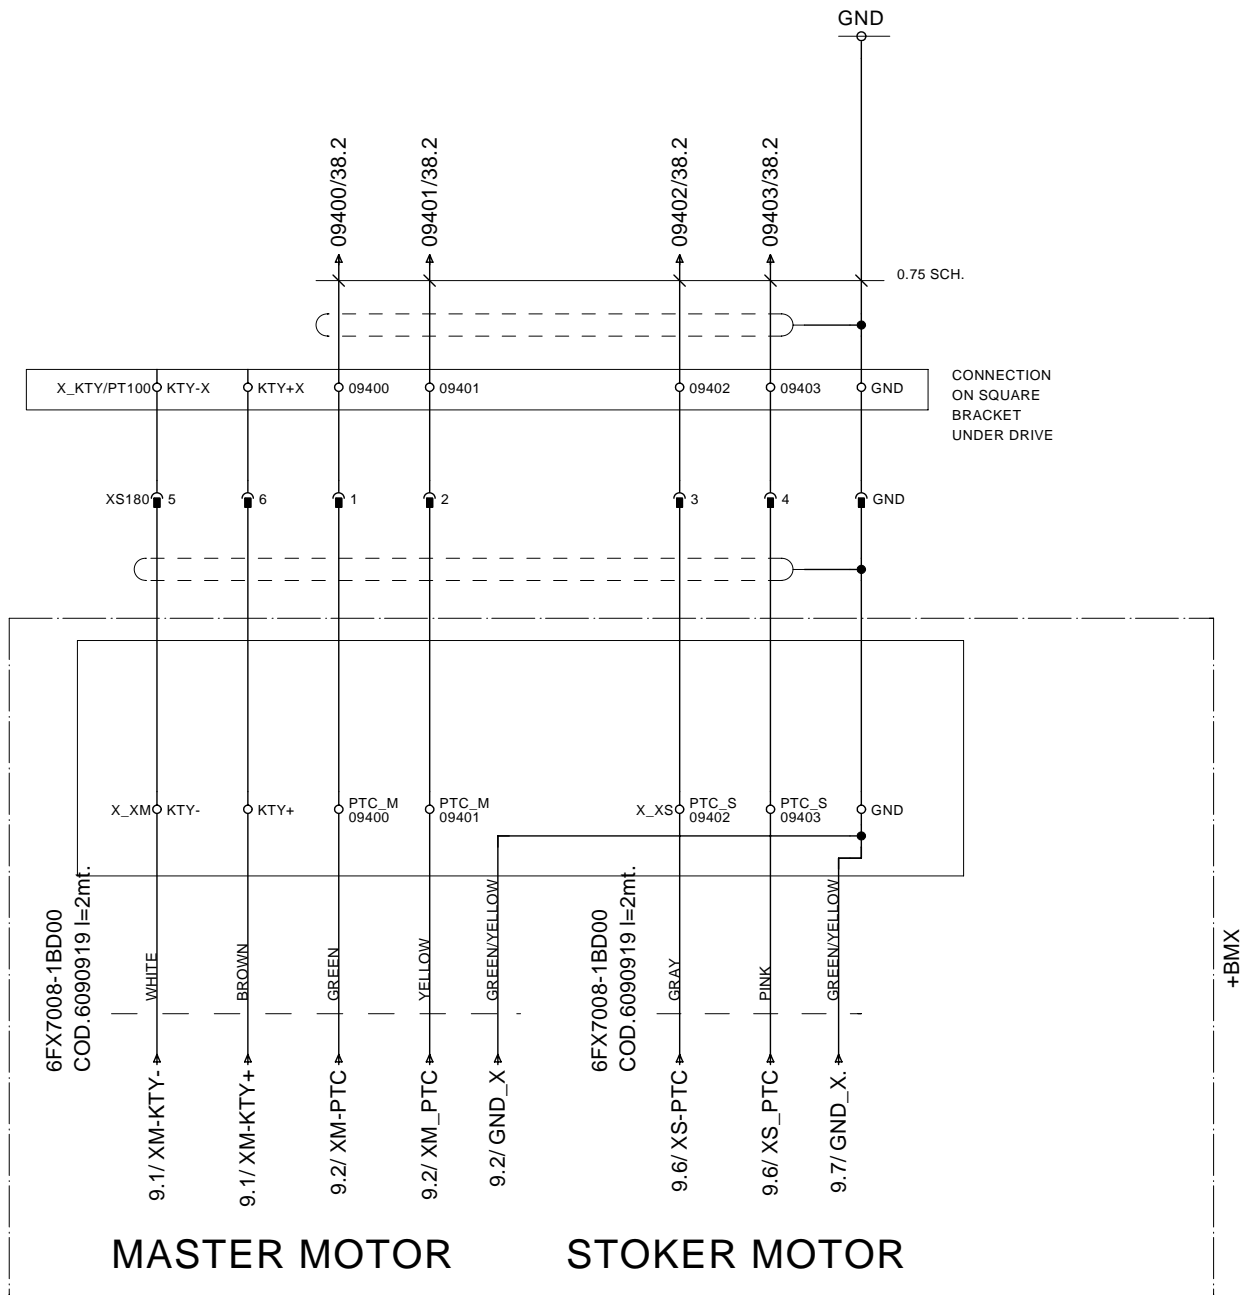 GND
09400/38.2
09401/38.2
09402/38.2
09403/38.2
0.75 SCH.
X_KTY/PT100 KTY-X KTY+X 09400 09401 09402 09403 GND
CONNECTION
ON SQUARE
BRACKET
UNDER DRIVE
XS180 5 6 1 2 3 4 GND
X_XM KTY- KTY+ PTC_M PTC_M X_XS PTC_S PTC_S GND
09400 09401 09402 09403
6FX7008-1BD00
COD.6090919 l=2mt.
WHITE
BROWN
GREEN
YELLOW
GREEN/YELLOW
6FX7008-1BD00
COD.6090919 l=2mt.
GRAY
PINK
GREEN/YELLOW
+BMX
9.1/ XM-KTY-
9.1/ XM-KTY+
9.2/ XM-PTC
9.2/ XM_PTC
9.2/ GND_X
9.6/ XS-PTC
9.6/ XS_PTC
9.7/ GND_X.
MASTER MOTOR STOKER MOTOR